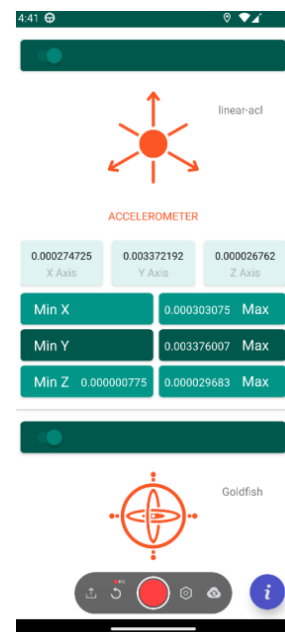 4:41
linear-acl
ACCELEROMETER
0.000274725 0.003372192 0.000026762
X Axis Y Axis Z Axis
Min X 0.000303075 Max
Min Y 0.003376007 Max
Min Z 0.000000775 0.000029683 Max
Goldfish
i